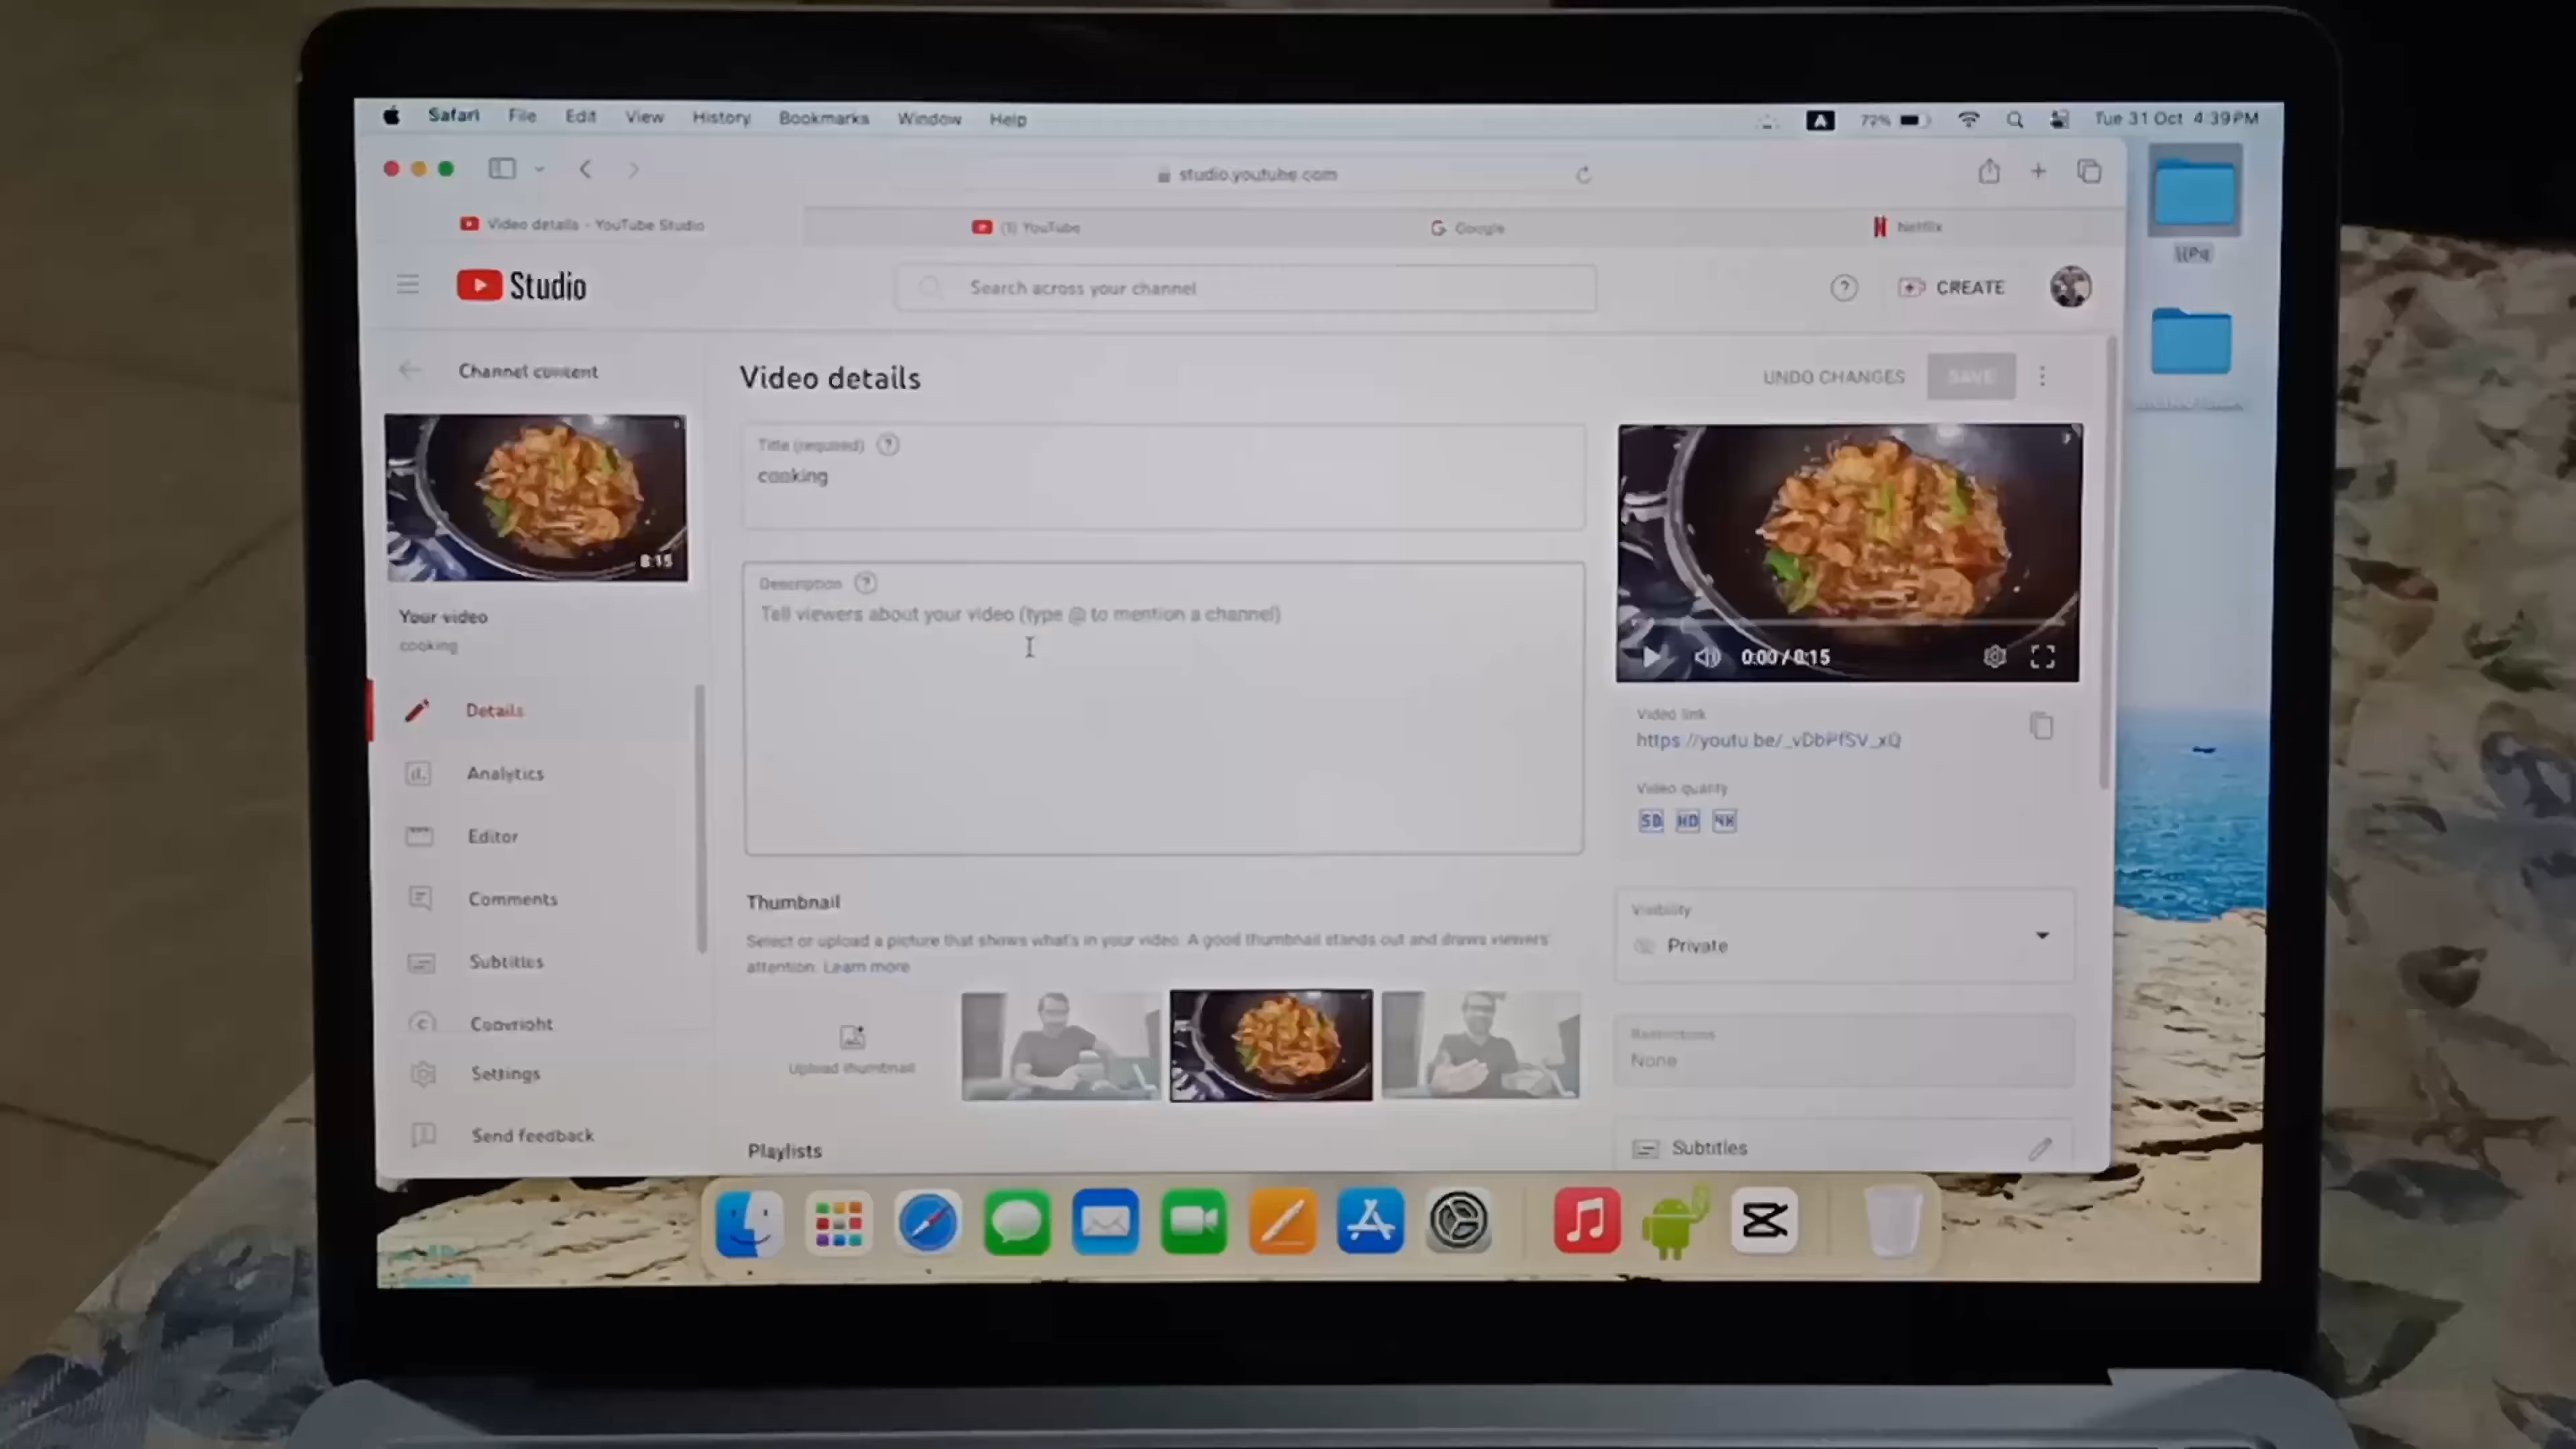 Safari File Edit View History Bookmarks Window Help
A 72% Tue 31 Oct 4:39 PM
studio.youtube.com
Video details - YouTube Studio (1) YouTube Google Netflix
Studio
Search across your channel
CREATE
Channel content
Video details
UNDO CHANGES SAVE
Title (required)
cooking
Description
Tell viewers about your video (type @ to mention a channel)
Your video
cooking
Details
Analytics
Editor
Comments
Subtitles
Copyright
Settings
Send feedback
0:00 / 0:15
Video link
Video quality
SD HD 4K
Thumbnail
Select or upload a picture that shows what's in your video. A good thumbnail stands out and draws viewers'
attention. Learn more
Upload thumbnail
Visibility
Private
Restrictions
None
Subtitles
Playlists